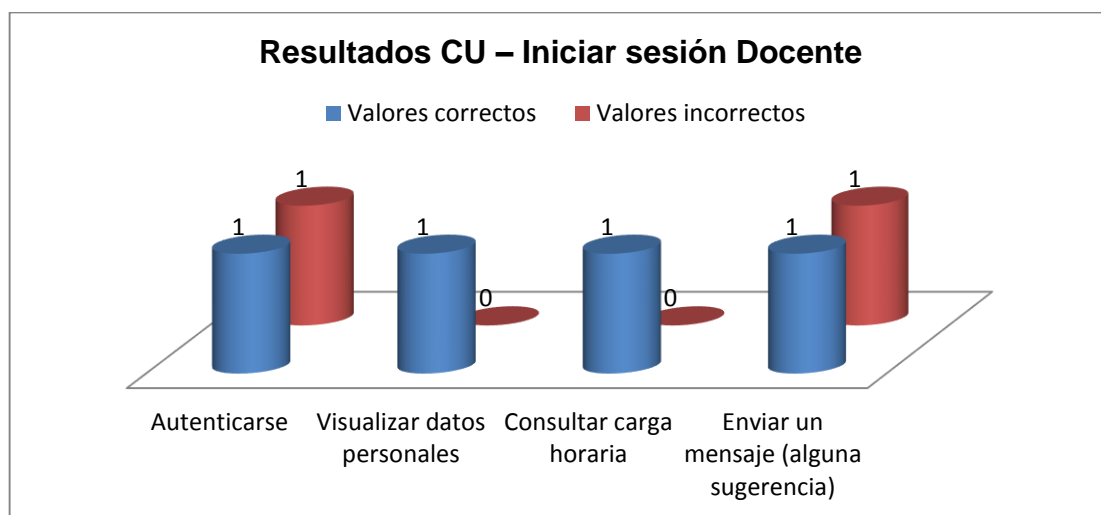 Resultados CU – Iniciar sesión Docente
Valores correctos Valores incorrectos
1 1
1 1 1 1
0 0
Autenticarse Visualizar datos Consultar carga Enviar un
personales horaria mensaje (alguna
sugerencia)